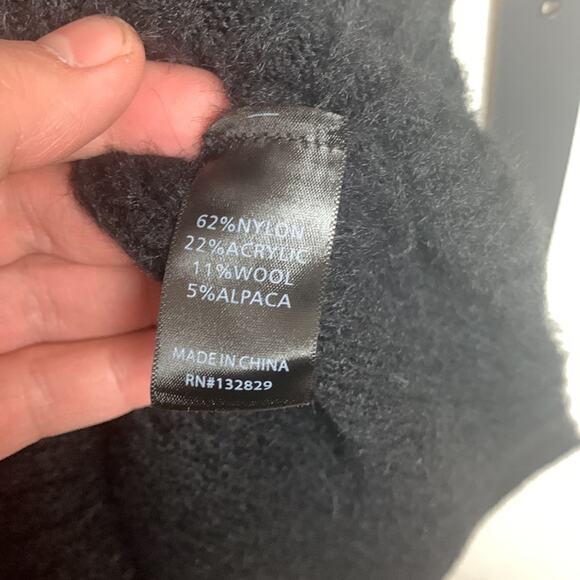 62%NYLON
22%ACRYLIC
11%WOOL
5%ALPACA
MADE IN CHINA
RN#132829